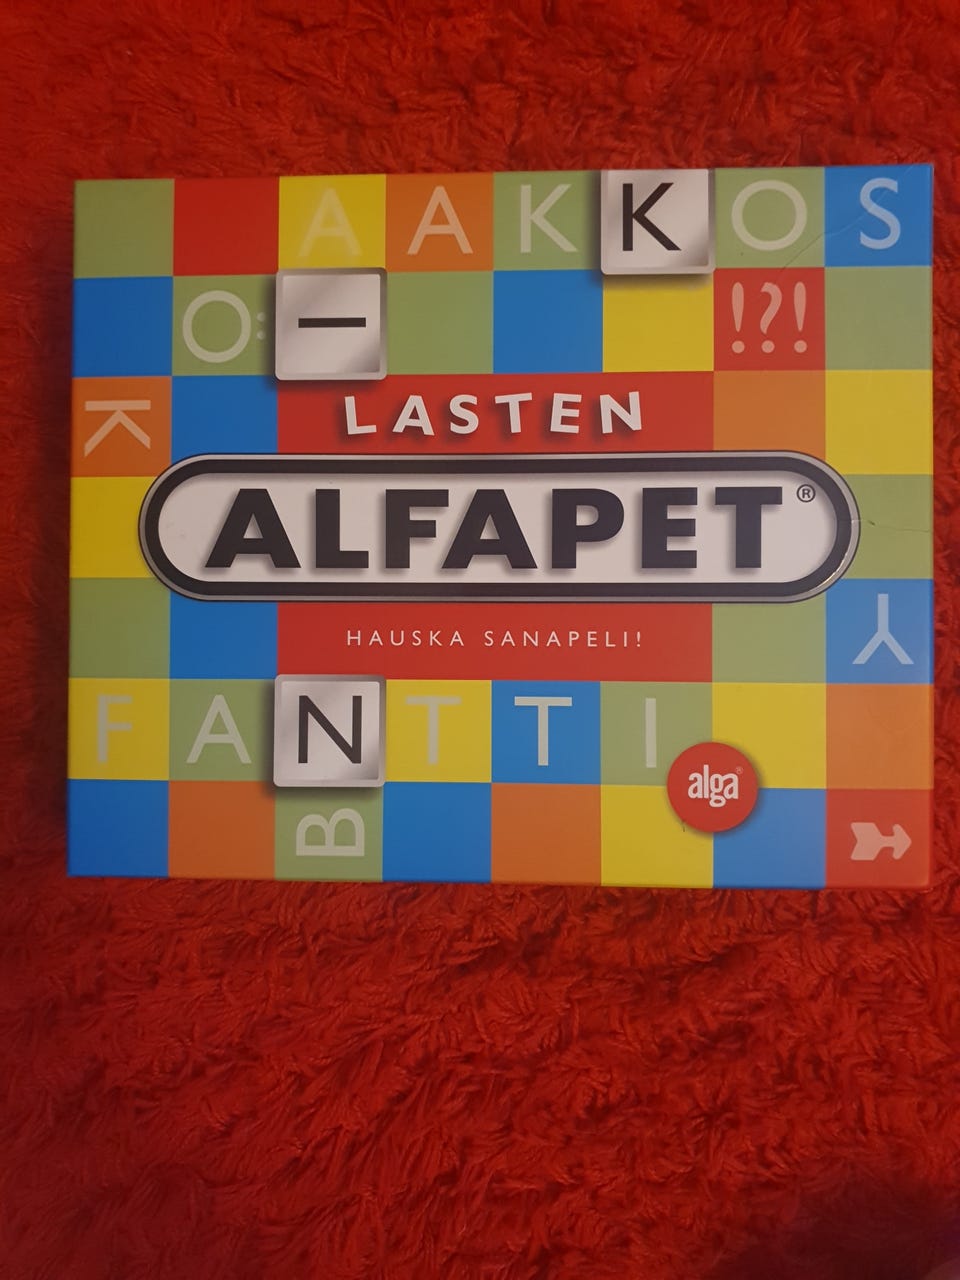 AAKKOS
Ö I !?!
LASTEN
K
ALFAPET®
HAUSKA SANAPELI!
Y
FANTTI
alga®
B